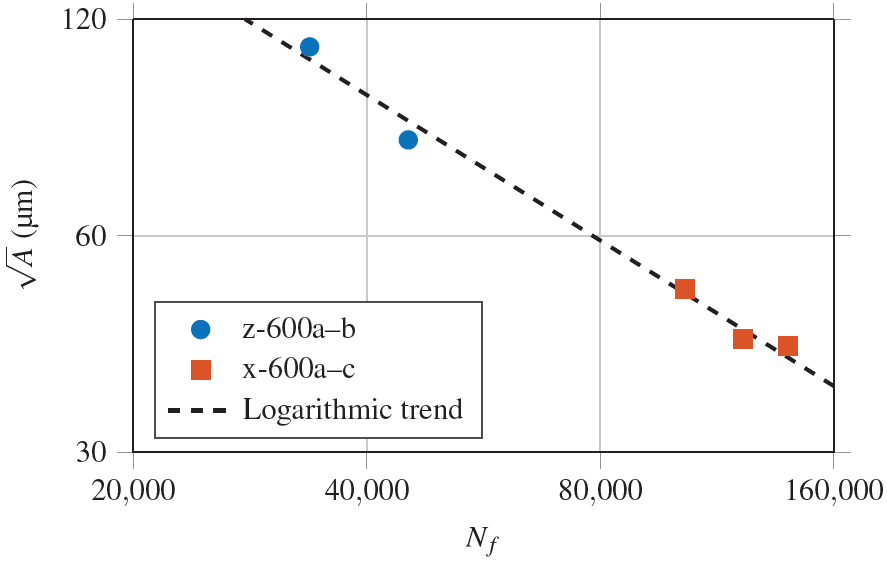 120
60
30
√A (μm)
z-600a–b
x-600a–c
Logarithmic trend
20,000 40,000 80,000 160,000
N_f